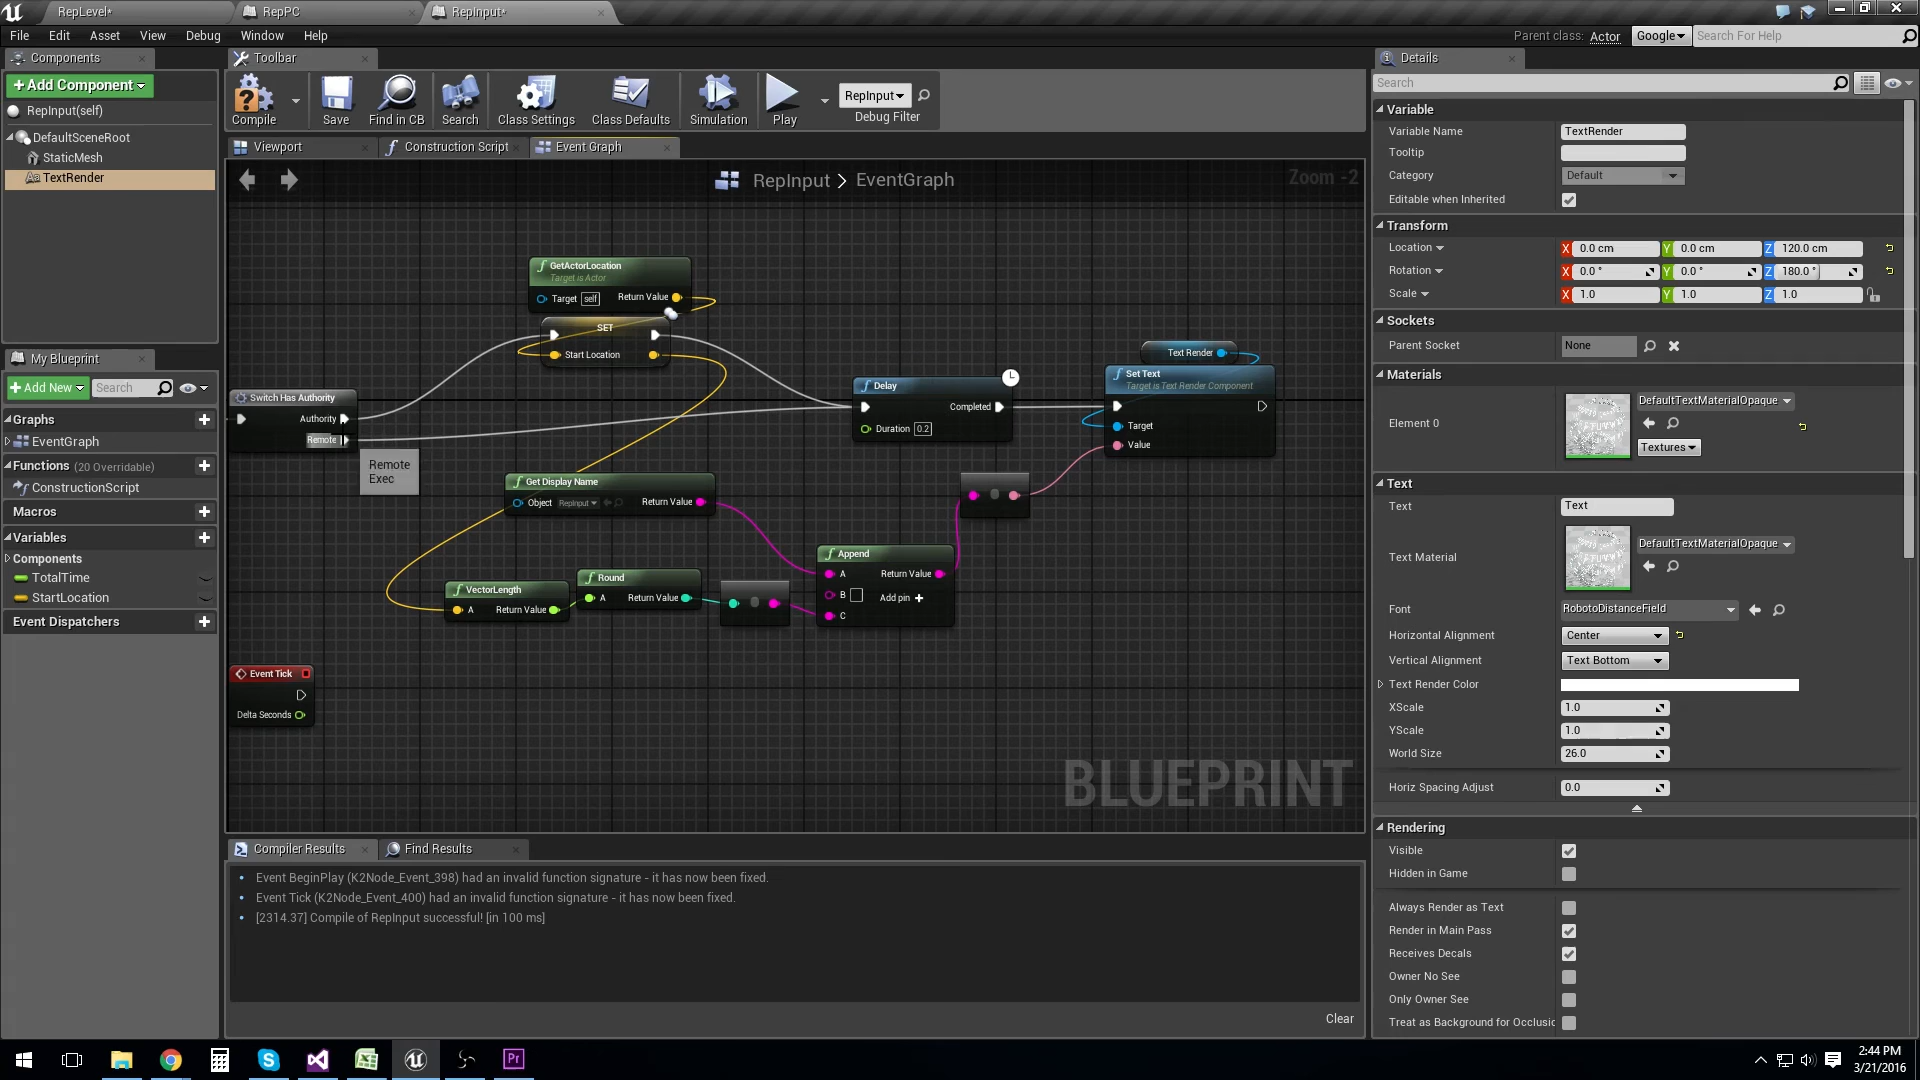 RepLevel*
RepPC
RepInput*
File
Edit
Asset
View
Debug
Window
Help
Parent class: Actor
Google
Search For Help
Components
Toolbar
Details
+Add Component
RepInput(self)
DefaultSceneRoot
StaticMesh
TextRender
Compile
Save
Find in CB
Search
Class Settings
Class Defaults
Simulation
Play
RepInput
Debug Filter
Viewport
Construction Script
Event Graph
RepInput > EventGraph
Zoom -2
GetActorLocation
Target is Actor
Target self
Return Value
SET
Start Location
Switch Has Authority
Authority
Remote
Remote
Exec
Delay
Completed
Duration 0.2
Text Render
Set Text
Target is Text Render Component
Target
Value
Get Display Name
Object RepInput
Return Value
VectorLength
A Return Value
Round
A Return Value
Append
A Return Value
B Add pin +
C
Event Tick
Delta Seconds
BLUEPRINT
My Blueprint
+Add New
Search
Graphs
EventGraph
Functions (20 Overridable)
ConstructionScript
Macros
Variables
Components
TotalTime
StartLocation
Event Dispatchers
Compiler Results
Find Results
Event BeginPlay (K2Node_Event_398) had an invalid function signature - it has now been fixed.
Event Tick (K2Node_Event_400) had an invalid function signature - it has now been fixed.
[2314.37] Compile of RepInput successful! [in 100 ms]
Clear
Search
Variable
Variable Name TextRender
Tooltip
Category Default
Editable when Inherited
Transform
Location X 0.0 cm Y 0.0 cm Z 120.0 cm
Rotation X 0.0 ° Y 0.0 ° Z 180.0 °
Scale X 1.0 Y 1.0 Z 1.0
Sockets
Parent Socket None
Materials
Element 0
DefaultTextMaterialOpaque
Textures
Text
Text Text
Text Material
DefaultTextMaterialOpaque
Font RobotoDistanceField
Horizontal Alignment Center
Vertical Alignment Text Bottom
Text Render Color
XScale 1.0
YScale 1.0
World Size 26.0
Horiz Spacing Adjust 0.0
Rendering
Visible
Hidden in Game
Always Render as Text
Render in Main Pass
Receives Decals
Owner No See
Only Owner See
Treat as Background for Occlusic
Pr
2:44 PM
3/21/2016